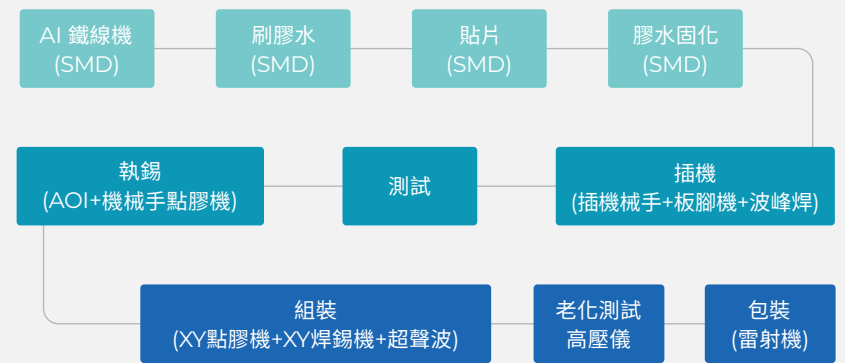 AI 鐵線機
(SMD)
刷膠水
(SMD)
貼片
(SMD)
膠水固化
(SMD)
執錫
(AOI+機械手點膠機)
測試
插機
(插機械手+板腳機+波峰焊)
組裝
(XY點膠機+XY焊錫機+超聲波)
老化測試
高壓儀
包裝
(雷射機)